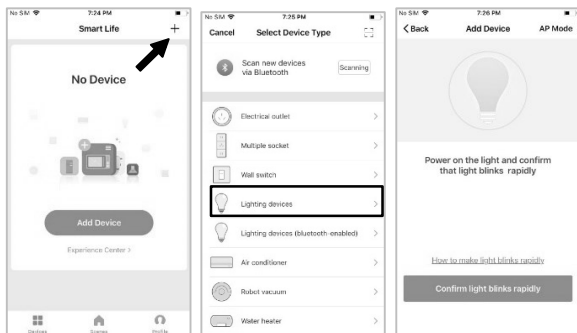 No SIM 7:24 PM
Smart Life
+
No Device
Add Device
Experience Center >
Devices
Scenes
Profile
No SIM 7:25 PM
Cancel Select Device Type
Scan new devices
via Bluetooth
Scanning
Electrical outlet
Multiple socket
Wall switch
Lighting devices
Lighting devices (bluetooth-enabled)
Air conditioner
Robot vacuum
Water heater
No SIM 7:26 PM
< Back Add Device AP Mode
Power on the light and confirm
that light blinks rapidly
How to make light blinks rapidly
Confirm light blinks rapidly